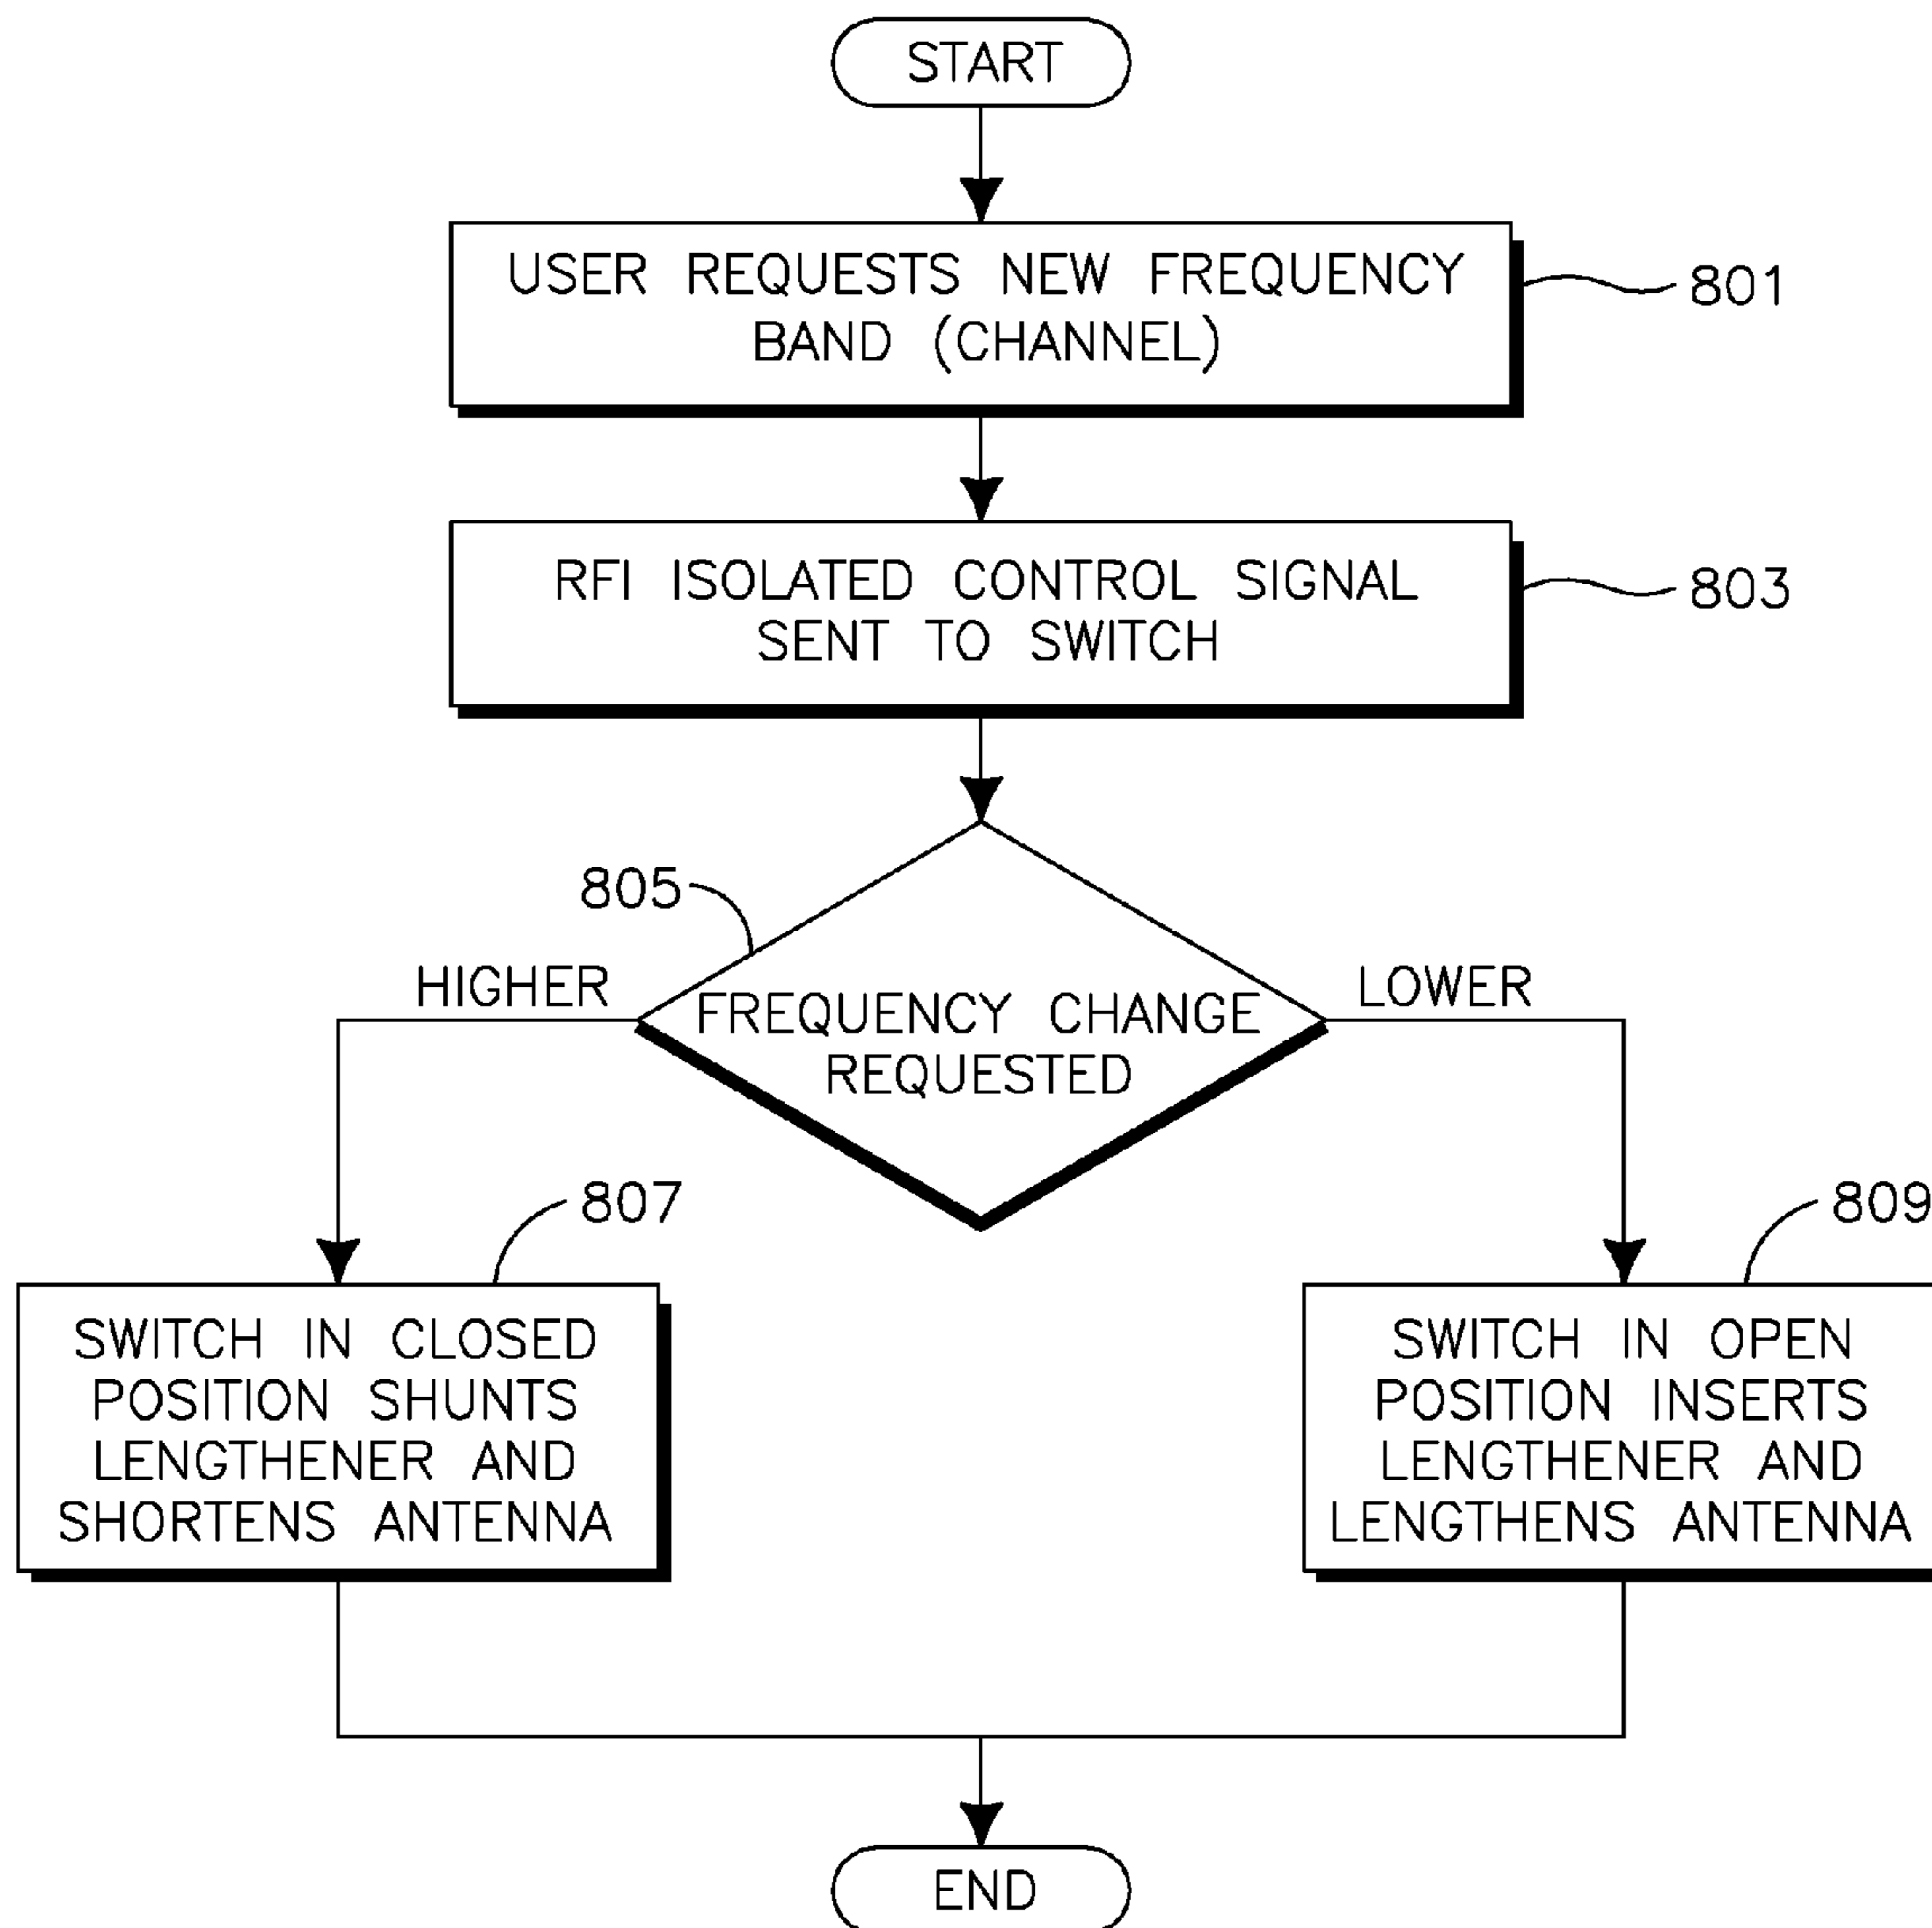 START
USER REQUESTS NEW FREQUENCY
BAND (CHANNEL)
801
RFI ISOLATED CONTROL SIGNAL
SENT TO SWITCH
803
805
HIGHER
FREQUENCY CHANGE
REQUESTED
LOWER
807
SWITCH IN CLOSED
POSITION SHUNTS
LENGTHENER AND
SHORTENS ANTENNA
809
SWITCH IN OPEN
POSITION INSERTS
LENGTHENER AND
LENGTHENS ANTENNA
END